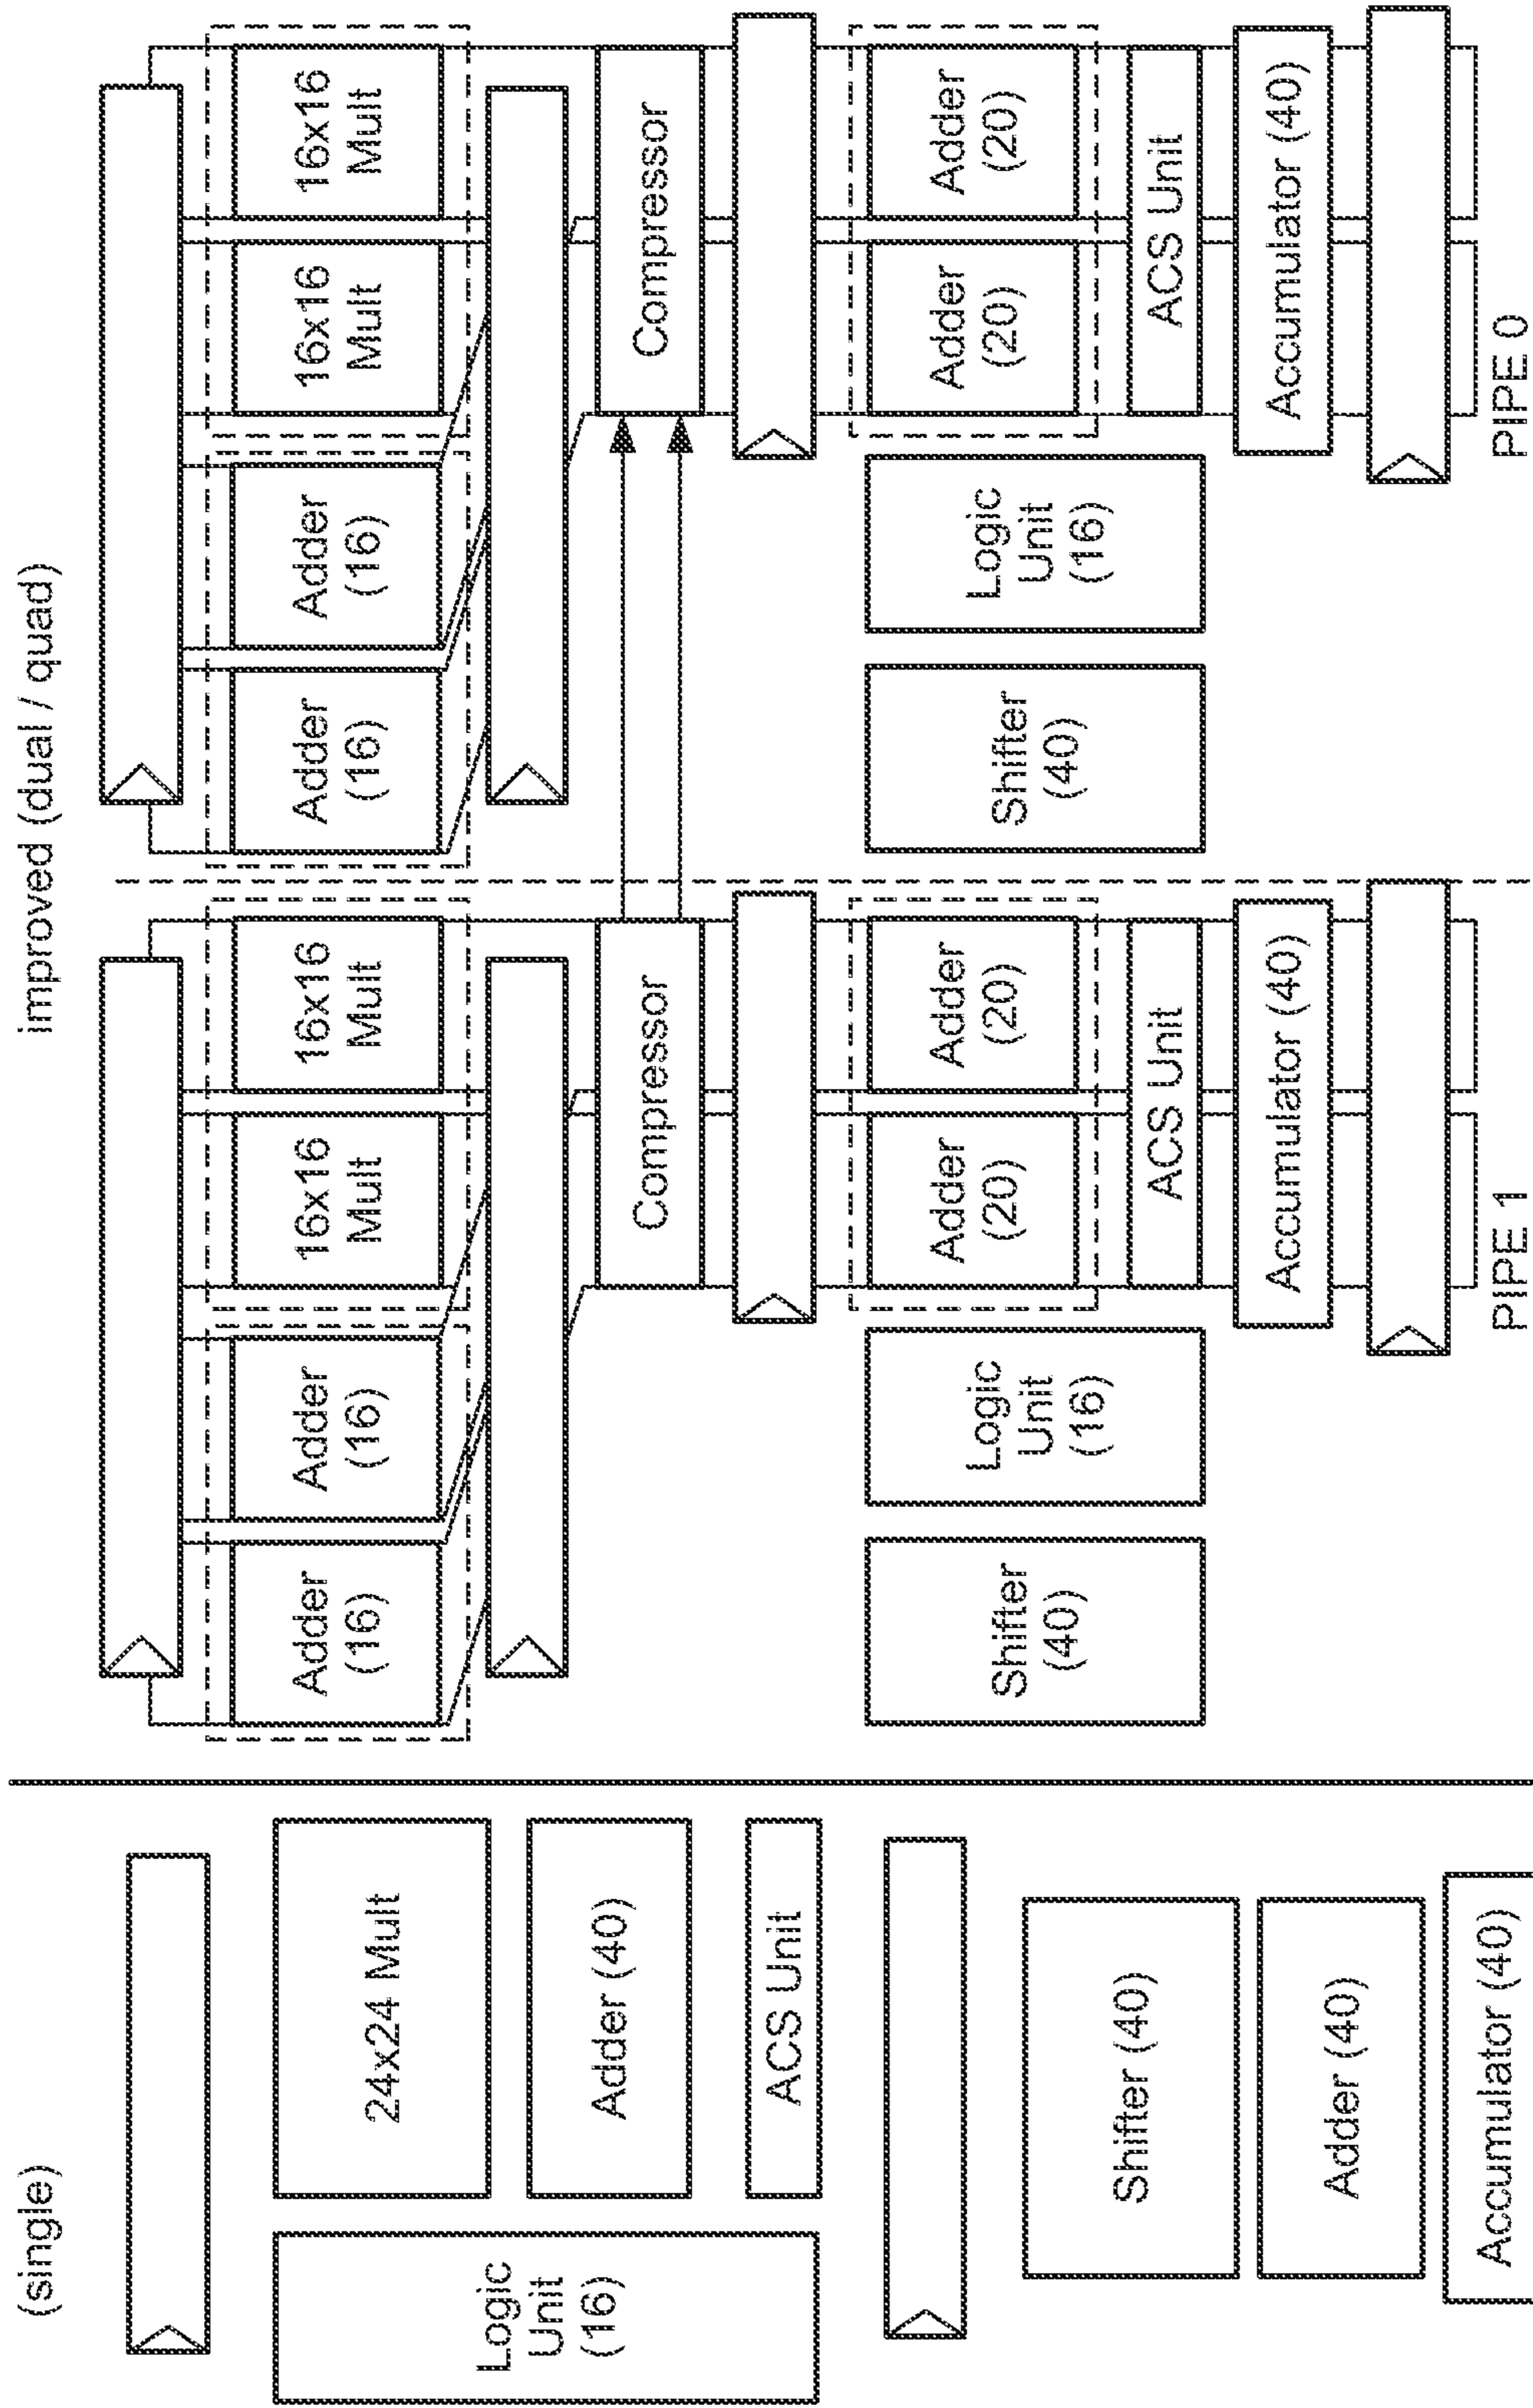 (single)
24x24 Mult
Logic
Unit
(16)
Adder (40)
ACS Unit
Shifter (40)
Adder (40)
Accumulator (40)
improved (dual / quad)
Adder
(16)
Adder
(16)
16x16
Mult
16x16
Mult
Compressor
Shifter
(40)
Logic
Unit
(16)
Adder
(20)
Adder
(20)
ACS Unit
Accumulator (40)
PIPE 1
Adder
(16)
Adder
(16)
16x16
Mult
16x16
Mult
Compressor
Shifter
(40)
Logic
Unit
(16)
Adder
(20)
Adder
(20)
ACS Unit
Accumulator (40)
PIPE 0